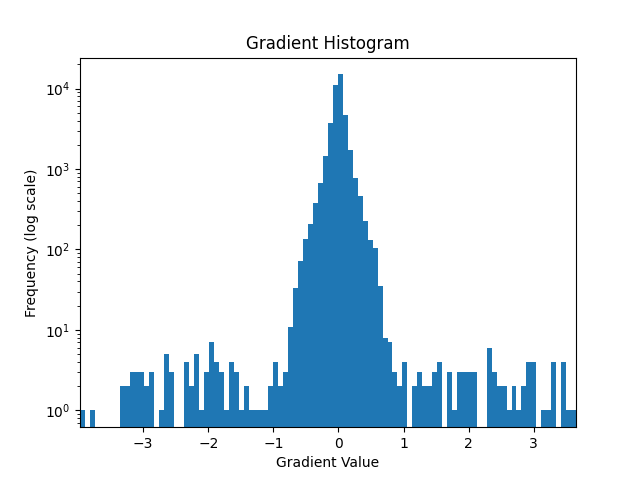 Gradient Histogram
Frequency (log scale)
10⁴
10³
10²
10¹
10⁰
−3 −2 −1 0 1 2 3
Gradient Value